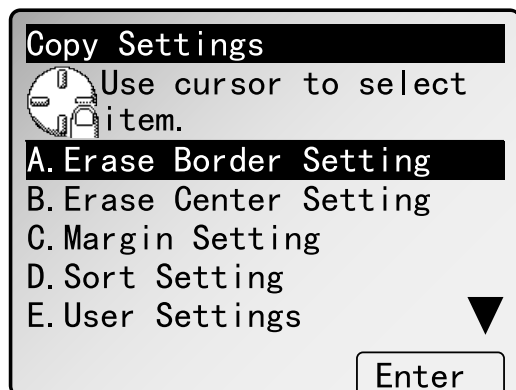 Copy Settings
Use cursor to select
item.
A.Erase Border Setting
B.Erase Center Setting
C.Margin Setting
D.Sort Setting
E.User Settings
Enter